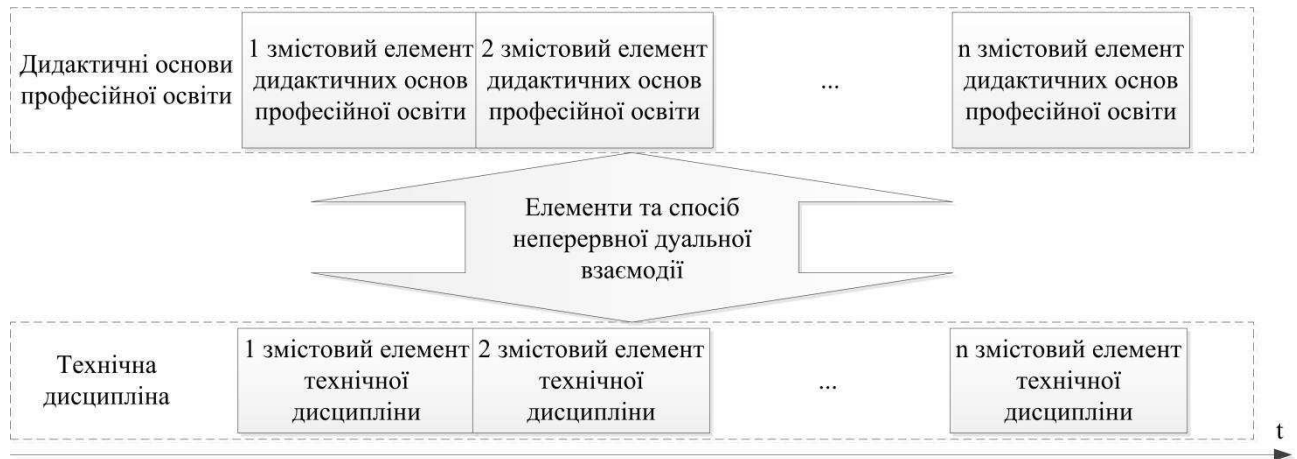 Дидактичні основи
професійної освіти
1 змістовий елемент
дидактичних основ
професійної освіти
2 змістовий елемент
дидактичних основ
професійної освіти
...
n змістовий елемент
дидактичних основ
професійної освіти
Елементи та спосіб
неперервної дуальної
взаємодії
Технічна
дисципліна
1 змістовий елемент
технічної
дисципліни
2 змістовий елемент
технічної
дисципліни
...
n змістовий елемент
технічної
дисципліни
t